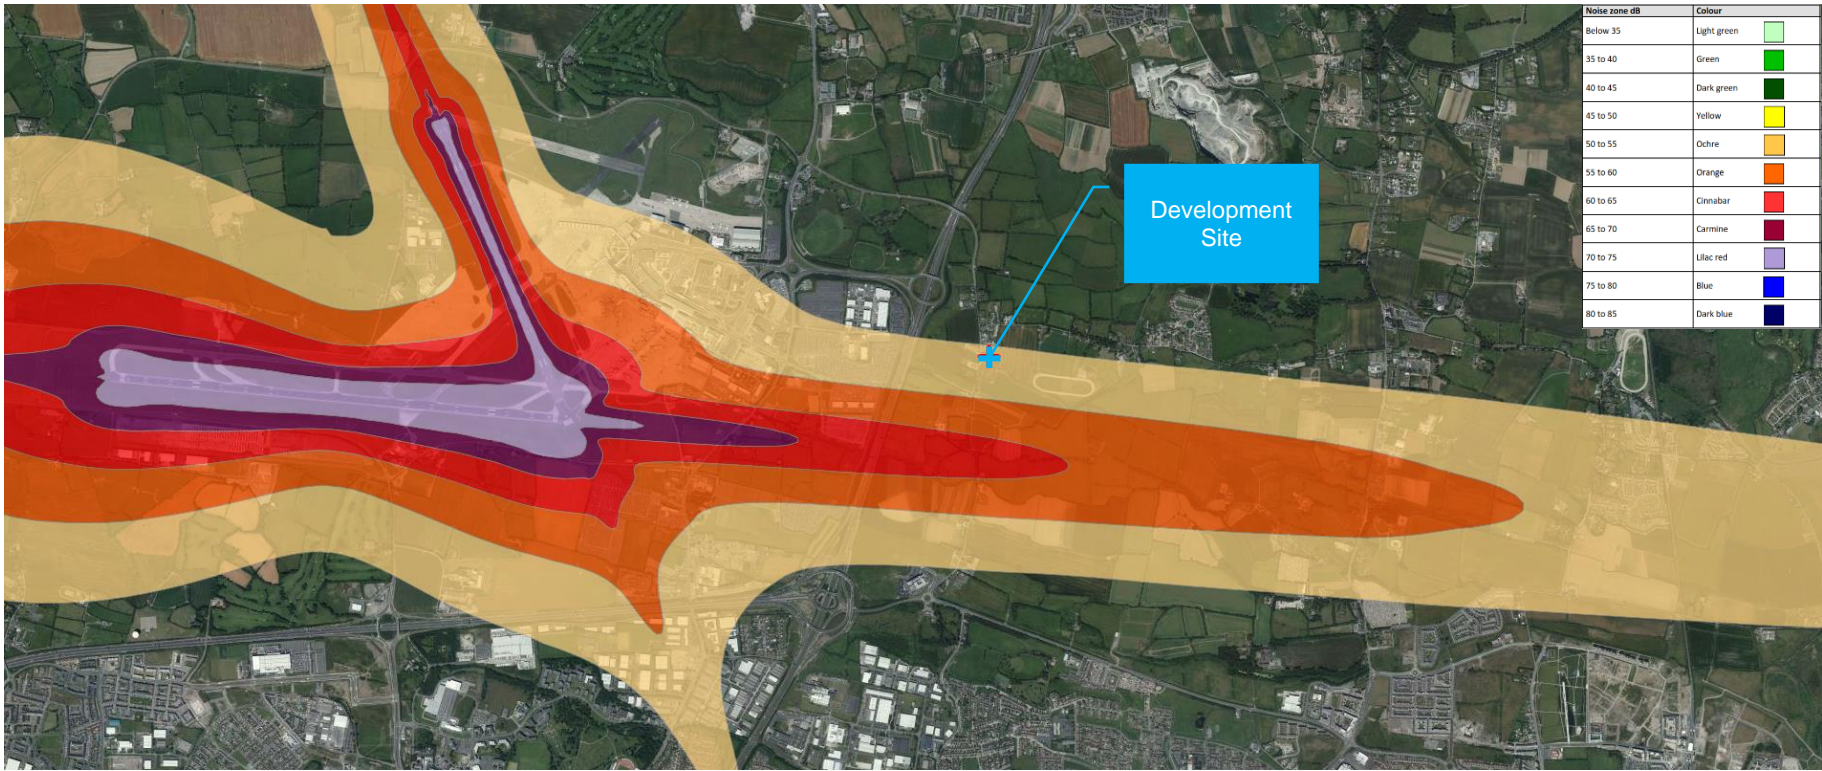 Noise zone dB Colour
Below 35 Light green
35 to 40 Green
40 to 45 Dark green
45 to 50 Yellow
50 to 55 Ochre
55 to 60 Orange
60 to 65 Cinnabar
65 to 70 Carmine
70 to 75 Lilac red
75 to 80 Blue
80 to 85 Dark blue
Development
Site